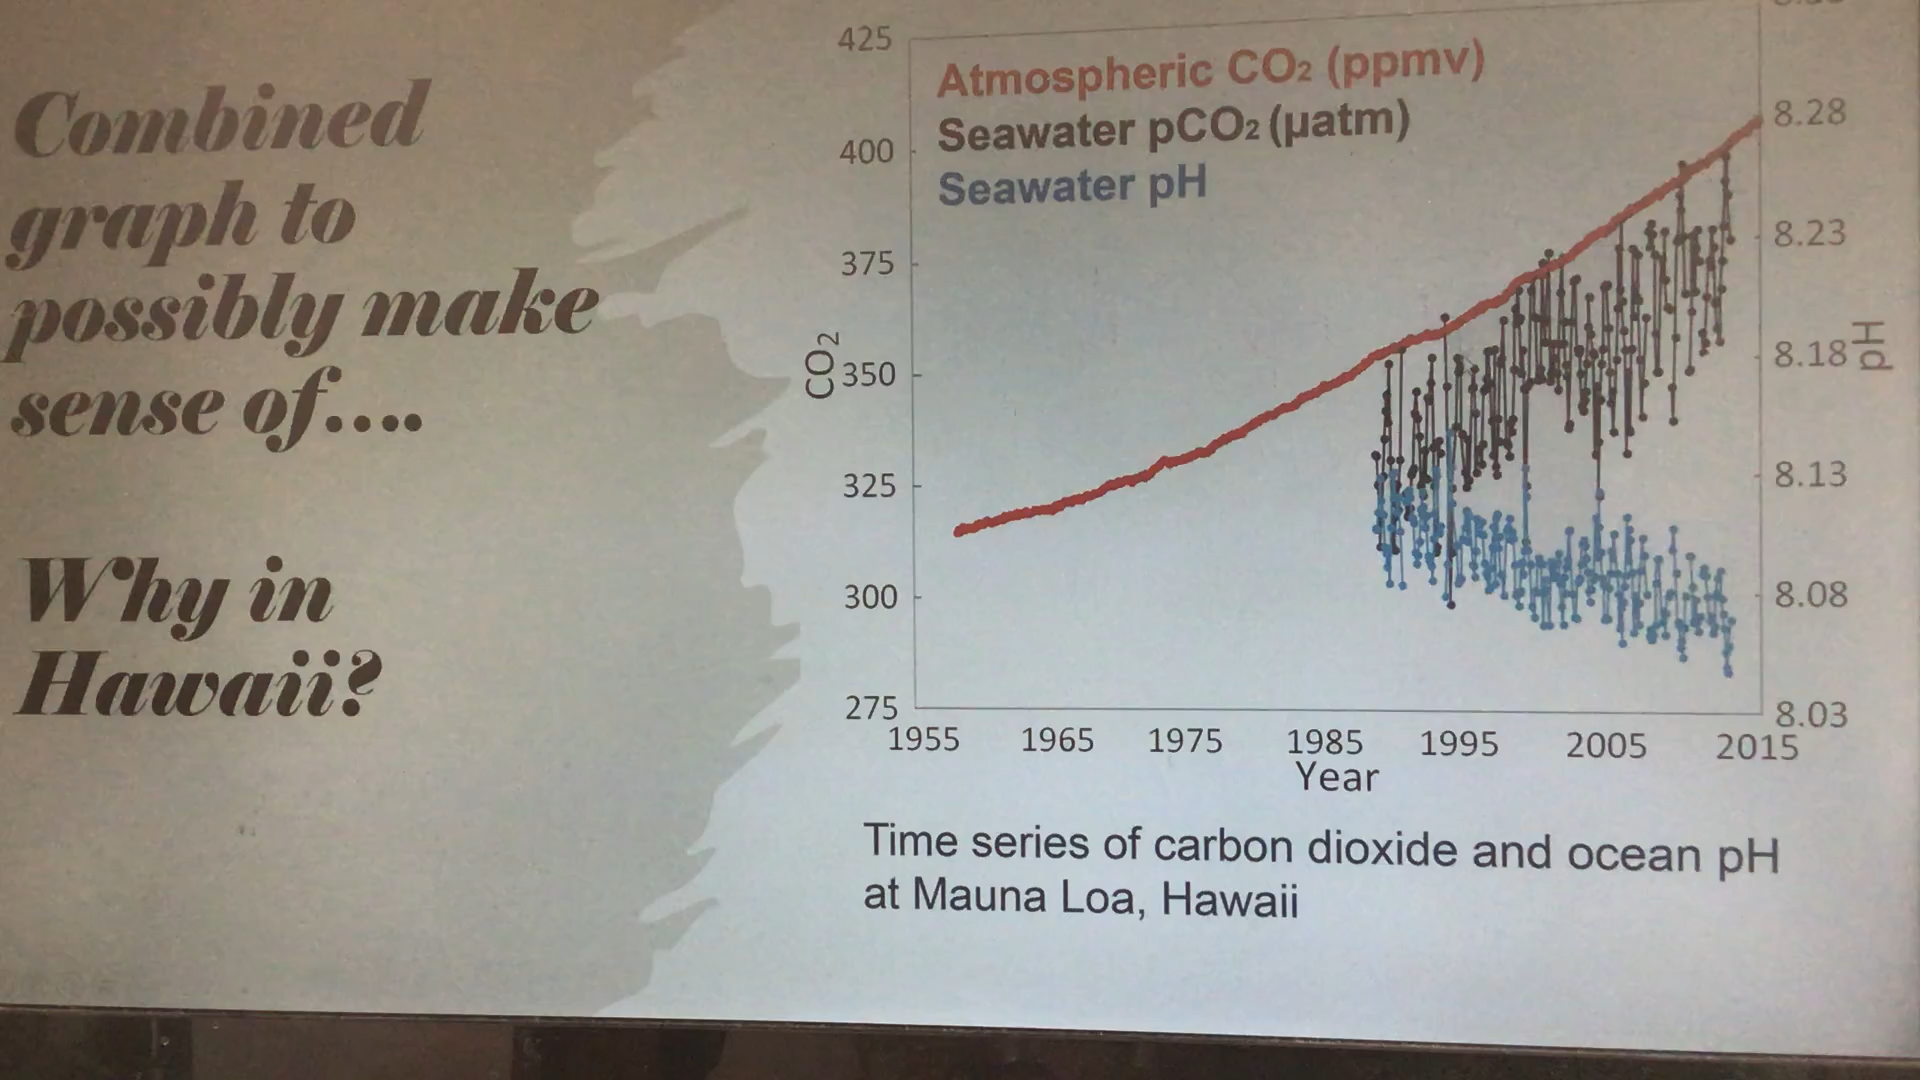 Combined
graph to
possibly make
sense of....
Why in
Hawaii?
Atmospheric CO₂ (ppmv)
Seawater pCO₂ (µatm)
Seawater pH
425
400
375
350
325
300
275
CO₂
8.28
8.23
8.18
8.13
8.08
8.03
pH
1955 1965 1975 1985 1995 2005 2015
Year
Time series of carbon dioxide and ocean pH
at Mauna Loa, Hawaii